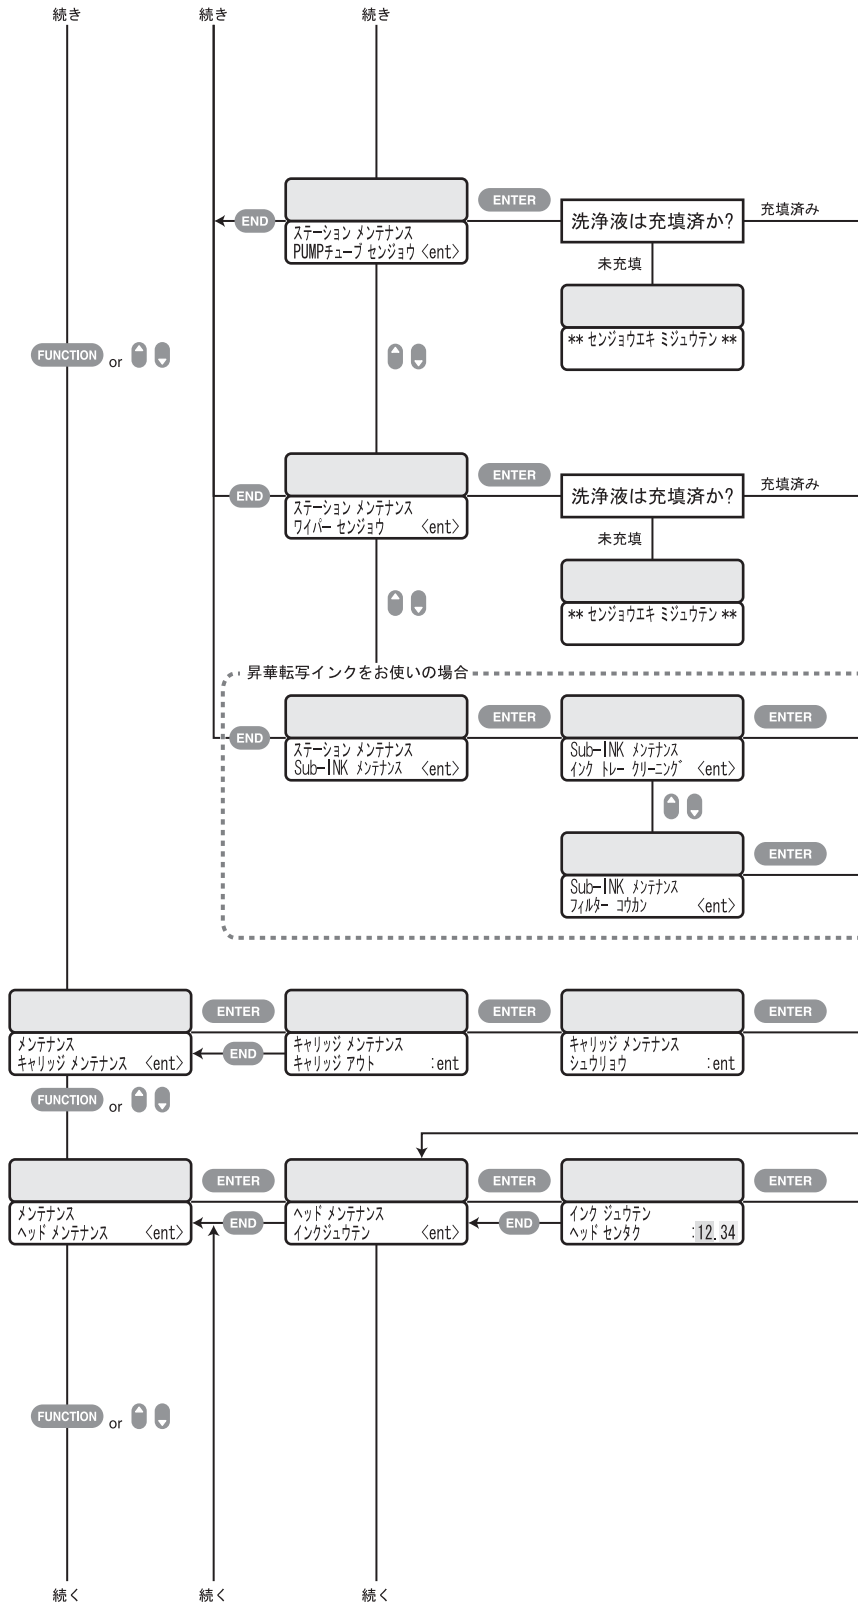 続き 続き 続き
ENTER
END
洗浄液は充填済か?
充填済み
ステーション メンテナンス
PUMPチューブ センジョウ <ent>
未充填
** センジョウエキ ミジュウテン **
FUNCTION or
ENTER
END
洗浄液は充填済か?
充填済み
ステーション メンテナンス
ワイパー センジョウ <ent>
未充填
** センジョウエキ ミジュウテン **
昇華転写インクをお使いの場合
END
ENTER
ENTER
ステーション メンテナンス
Sub-INK メンテナンス <ent>
Sub-INK メンテナンス
インク トレー クリーニング <ent>
ENTER
Sub-INK メンテナンス
フィルター コウカン <ent>
ENTER
ENTER
ENTER
メンテナンス
キャリッジ メンテナンス <ent>
END
キャリッジ メンテナンス
キャリッジ アウト :ent
キャリッジ メンテナンス
シュウリョウ :ent
FUNCTION or
ENTER
ENTER
ENTER
メンテナンス
ヘッド メンテナンス <ent>
END
ヘッド メンテナンス
インクジュウテン <ent>
END
インク ジュウテン
ヘッド センタク :12.34
FUNCTION or
続く 続く 続く